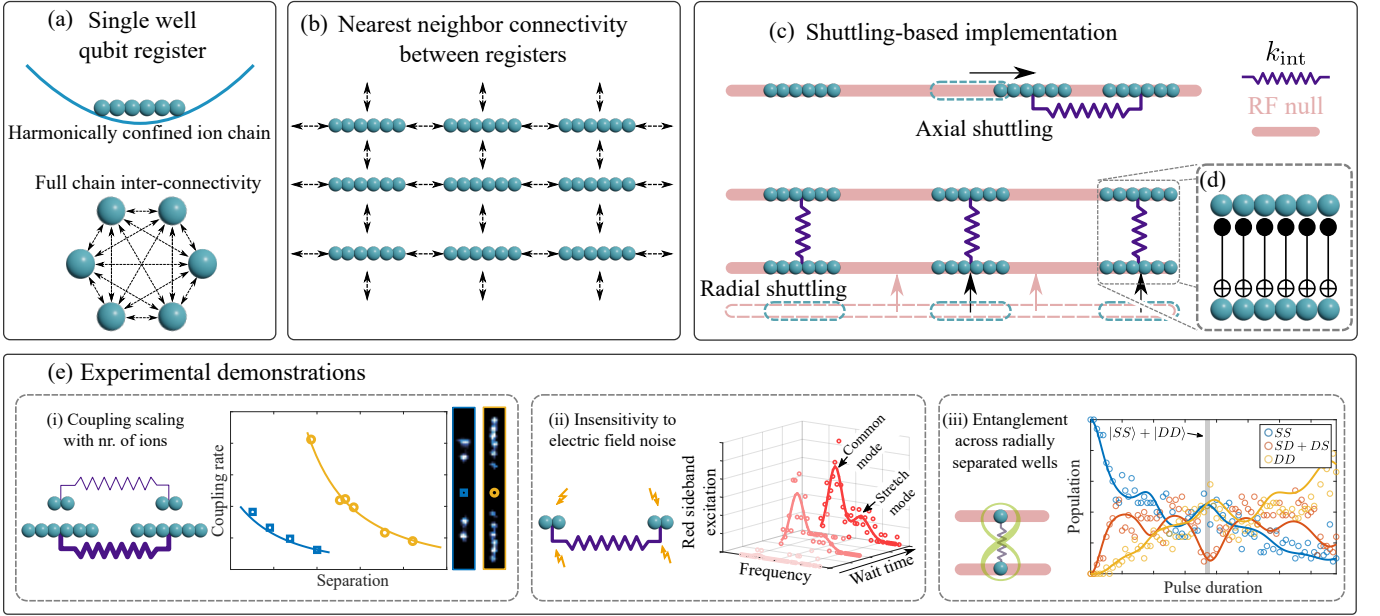 (a) Single well
qubit register
Harmonically confined ion chain
Full chain inter-connectivity
(b) Nearest neighbor connectivity
between registers
(c) Shuttling-based implementation
k_int
RF null
Axial shuttling
Radial shuttling
(d)
(e) Experimental demonstrations
(i) Coupling scaling
with nr. of ions
Coupling rate
Separation
(ii) Insensitivity to
electric field noise
Red sideband
excitation
Common
mode
Stretch
mode
Frequency
Wait time
(iii) Entanglement
across radially
separated wells
Population
|SS⟩ + |DD⟩
SS
SD + DS
DD
Pulse duration